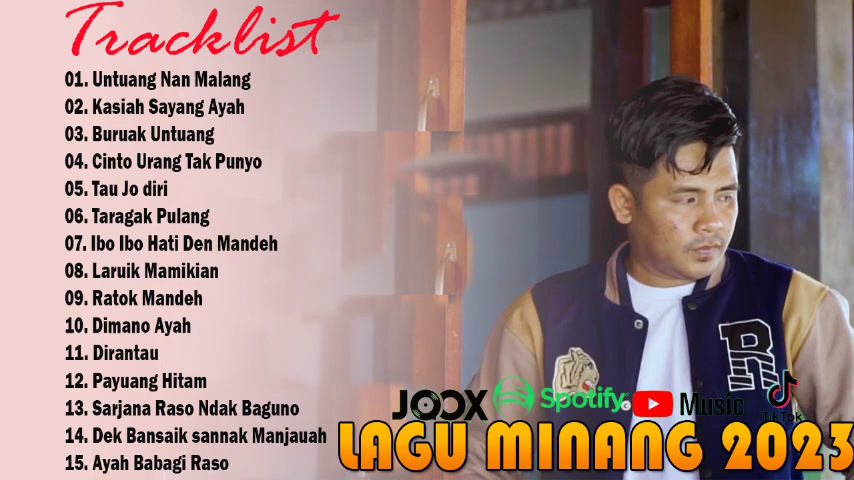 Tracklist
01. Untuang Nan Malang
02. Kasiah Sayang Ayah
03. Buruak Untuang
04. Cinto Urang Tak Punyo
05. Tau Jo diri
06. Taragak Pulang
07. Ibo Ibo Hati Den Mandeh
08. Laruik Mamikian
09. Ratok Mandeh
10. Dimano Ayah
11. Dirantau
12. Payuang Hitam
13. Sarjana Raso Ndak Baguno
14. Dek Bansaik sannak Manjauah
15. Ayah Babagi Raso
R
JOOX Spotify Music TikTok
LAGU MINANG 2023